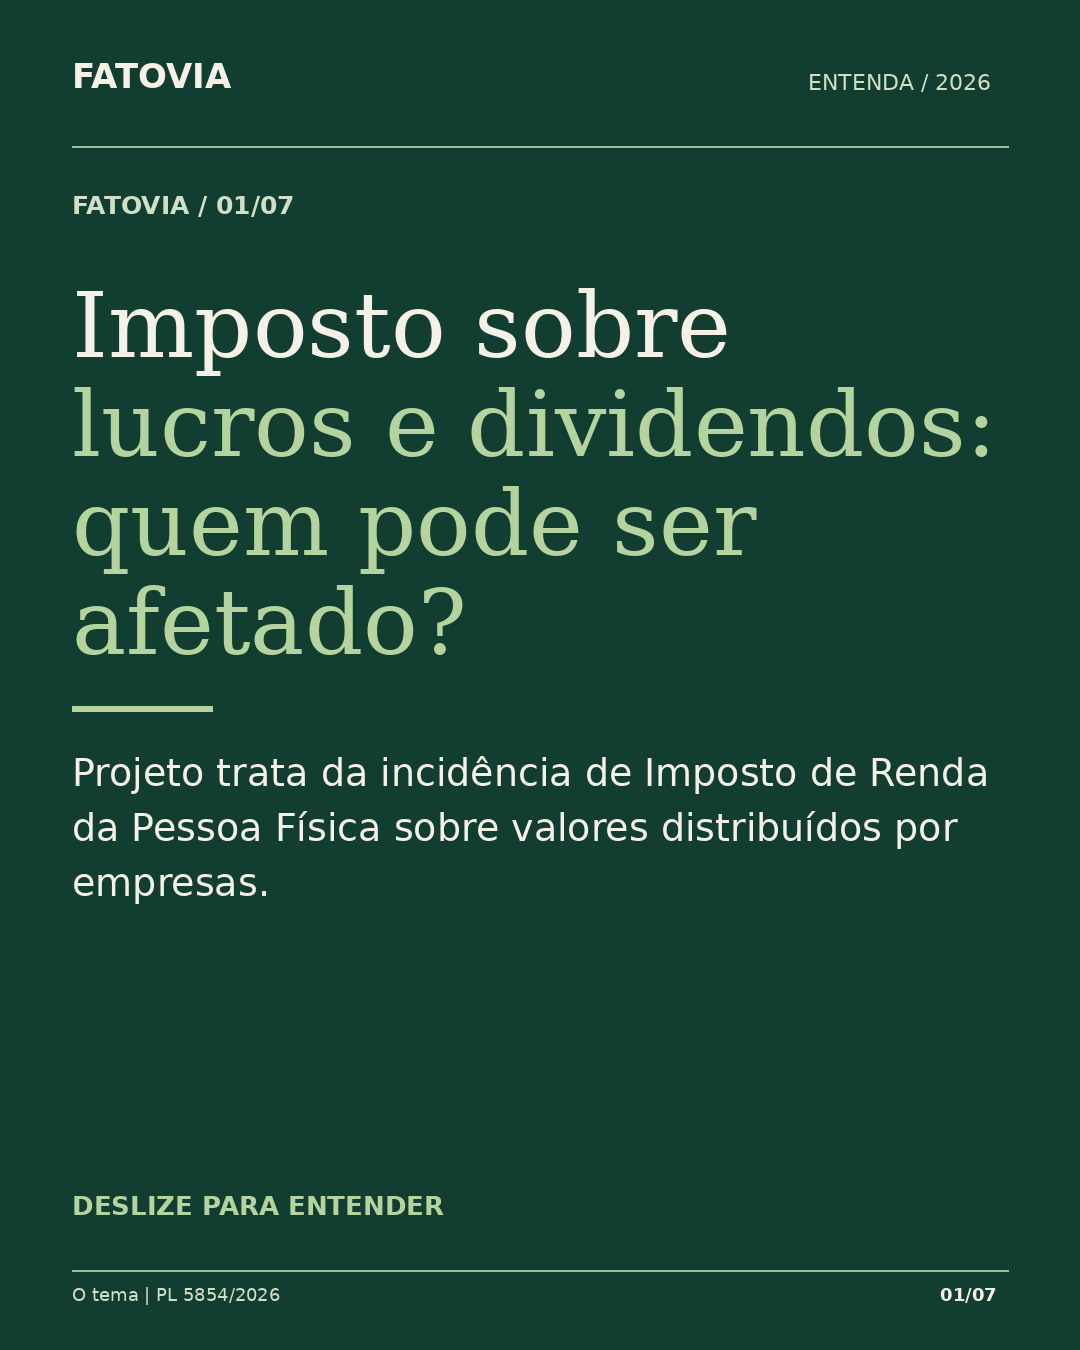 FATOVIA
ENTENDA / 2026
FATOVIA / 01/07
Imposto sobre
lucros e dividendos:
quem pode ser
afetado?
Projeto trata da incidência de Imposto de Renda
da Pessoa Física sobre valores distribuídos por
empresas.
DESLIZE PARA ENTENDER
O tema | PL 5854/2026
01/07